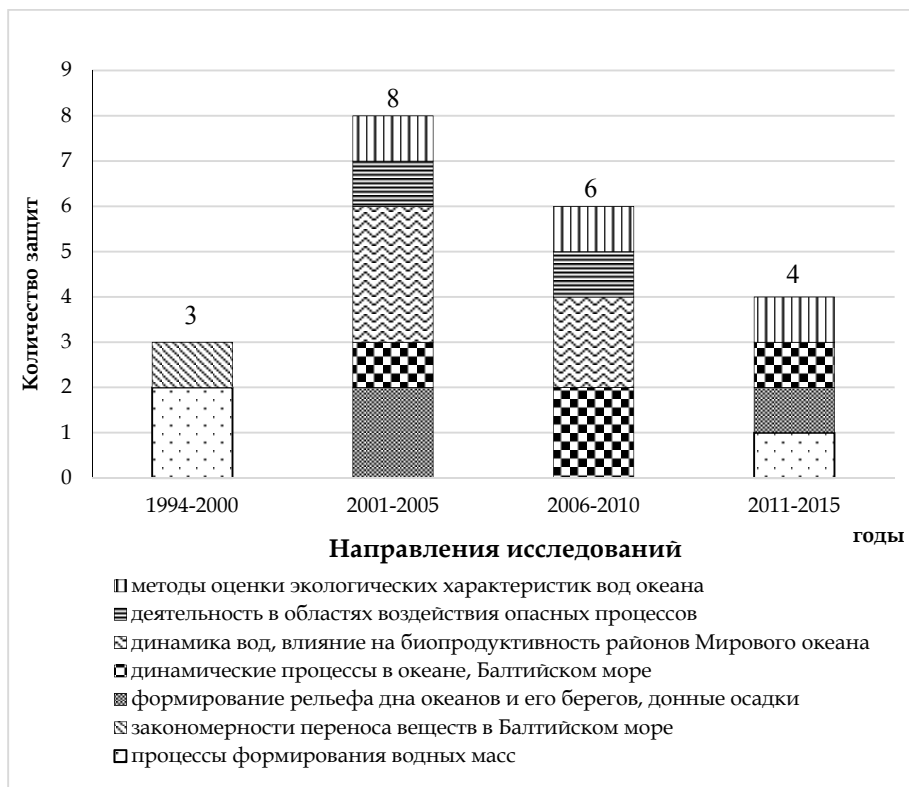 9
8
8
7
6
6
5
4
4
3
3
2
1
0
Количество защит
1994-2000
2001-2005
2006-2010
2011-2015
годы
Направления исследований
методы оценки экологических характеристик вод океана
деятельность в областях воздействия опасных процессов
динамика вод, влияние на биопродуктивность районов Мирового океана
динамические процессы в океане, Балтийском море
формирование рельефа дна океанов и его берегов, донные осадки
закономерности переноса веществ в Балтийском море
процессы формирования водных масс